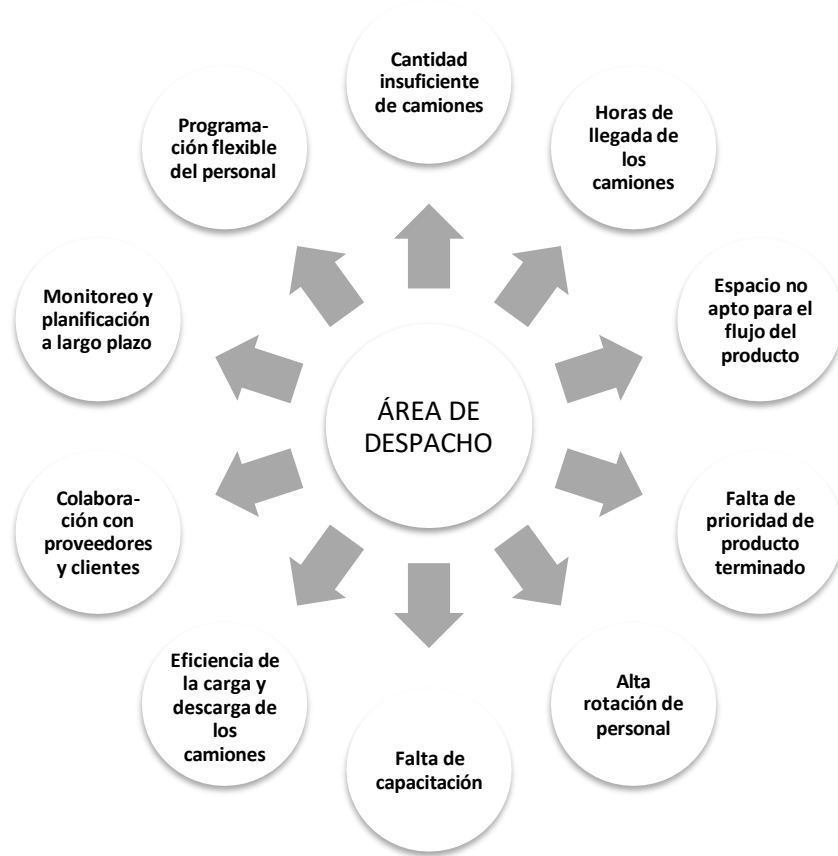 Cantidad
insuficiente
de camiones
Horas de
llegada de
los
camiones
Espacio no
apto para el
flujo del
producto
Falta de
prioridad de
producto
terminado
Alta
rotación de
personal
Falta de
capacitación
Eficiencia de
la carga y
descarga de
los
camiones
Colabora-
ción con
proveedores
y clientes
Monitoreo y
planificación
a largo plazo
Programa-
ción flexible
del personal
ÁREA DE
DESPACHO